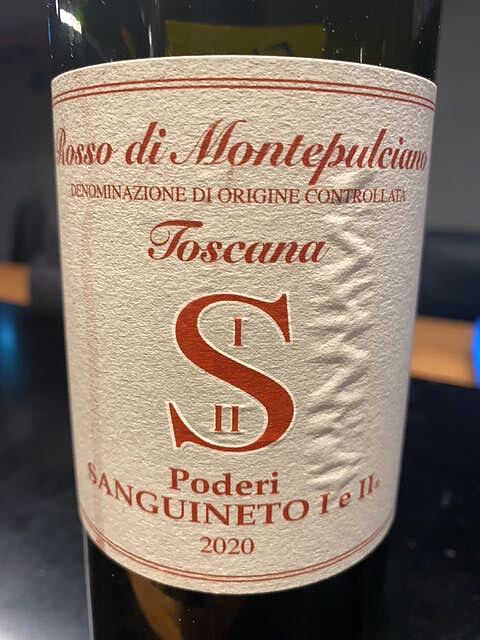 Rosso di Montepulciano
DENOMINAZIONE DI ORIGINE CONTROLLATA
Toscana
S
I
II
Poderi
SANGUINETO I e II®
2020